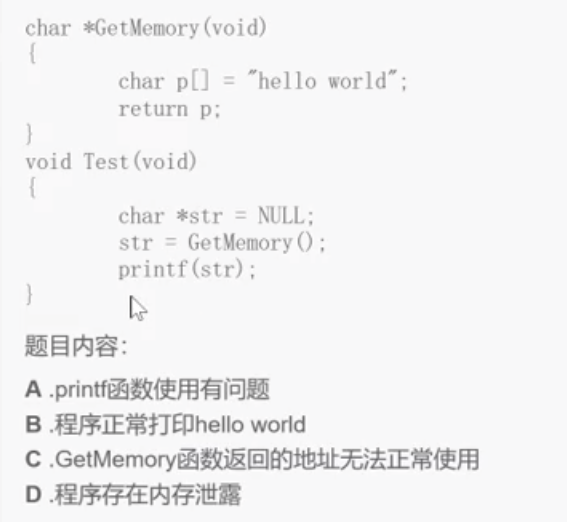 char *GetMemory(void)
{
        char p[] = "hello world";
        return p;
}
void Test(void)
{
        char *str = NULL;
        str = GetMemory();
        printf(str);
}
题目内容：
A .printf函数使用有问题
B .程序正常打印hello world
C .GetMemory函数返回的地址无法正常使用
D .程序存在内存泄露